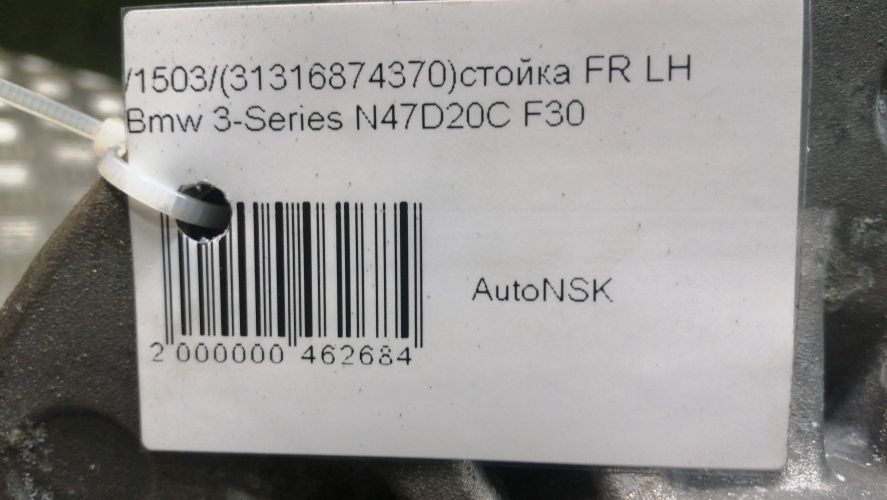 /1503/(31316874370)стойка FR LH
Bmw 3-Series N47D20C F30
AutoNSK
2 000000 462684